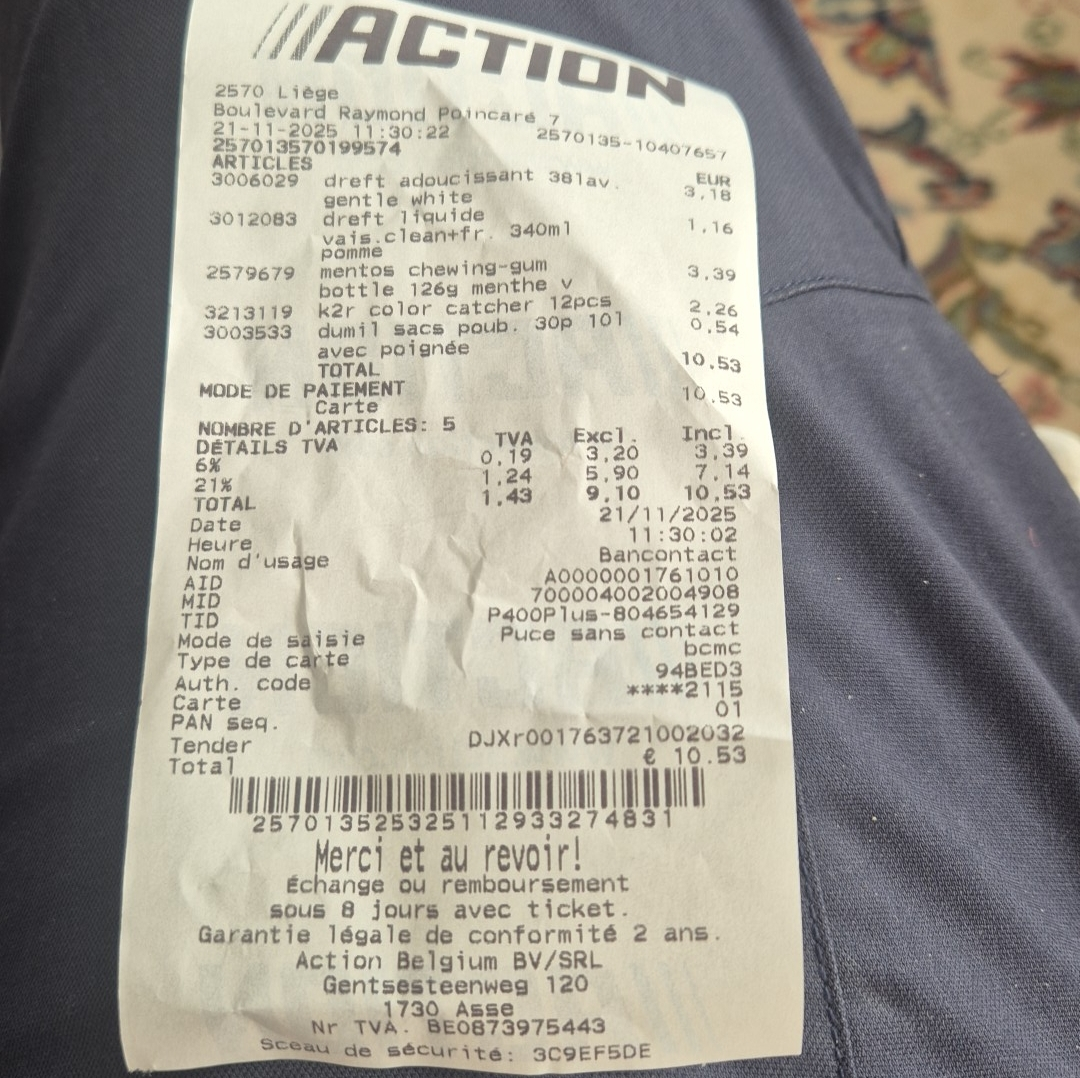 ACTION
2570 Liège
Boulevard Raymond Poincaré 7
21-11-2025 11:30:22 2570135-10407657
257013570199574
ARTICLES EUR
3006029 dreft adoucissant 38lav. 3,18
gentle white
3012083 dreft liquide 1,16
vais.clean+fr. 340ml
pomme
2579679 mentos chewing-gum 3,39
bottle 126g menthe v
3213119 k2r color catcher 12pcs 2,26
3003533 dumil sacs poub. 30p 10l 0,54
avec poignée
TOTAL 10,53
MODE DE PAIEMENT
Carte 10,53
NOMBRE D'ARTICLES: 5
DÉTAILS TVA TVA Excl. Incl.
6% 0,19 3,20 3,39
21% 1,24 5,90 7,14
TOTAL 1,43 9,10 10,53
Date 21/11/2025
Heure 11:30:02
Nom d'usage Bancontact
AID A0000001761010
MID 700004002004908
TID P400Plus-804654129
Mode de saisie Puce sans contact
Type de carte bcmc
Auth. code 94BED3
Carte ****2115
PAN seq. 01
Tender DJXr001763721002032
Total € 10.53
2570135253251129332​74831
Merci et au revoir!
Échange ou remboursement
sous 8 jours avec ticket.
Garantie légale de conformité 2 ans.
Action Belgium BV/SRL
Gentsesteenweg 120
1730 Asse
Nr TVA. BE0873975443
Sceau de sécurité: 3C9EF5DE